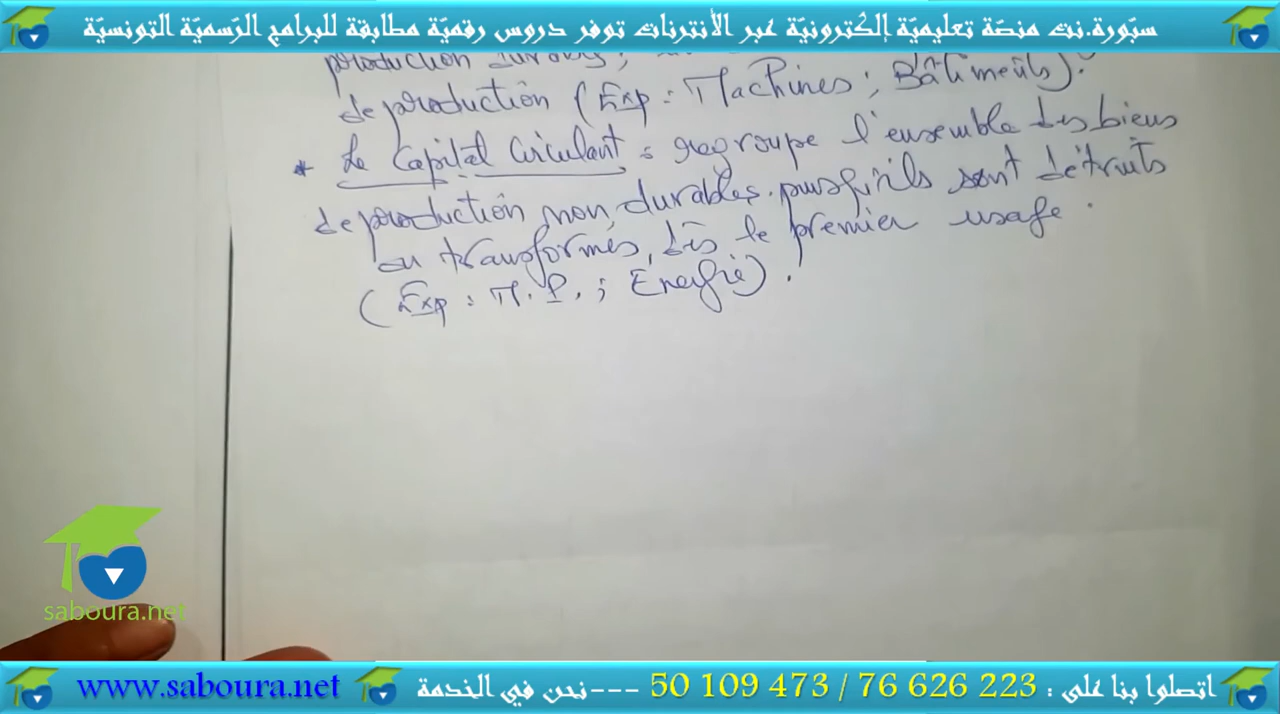 سبّورة.نت منصّة تعليميّة إلكترونيّة عبر الأنترنات توفر دروس رقميّة مطابقة للبرامج الرّسميّة التونسيّة
production durables;
de production (Exp: Machines; Bâtiments).
* Le Capital Circulant : regroupe l'ensemble des biens
de production non durables. puisqu'ils sont détruits
ou transformés, dès le premier usage.
(Exp: M.P.; Energie).
saboura.net
www.saboura.net اتصلوا بنا على : 50 109 473 / 76 626 223 ---نحن في الخدمة